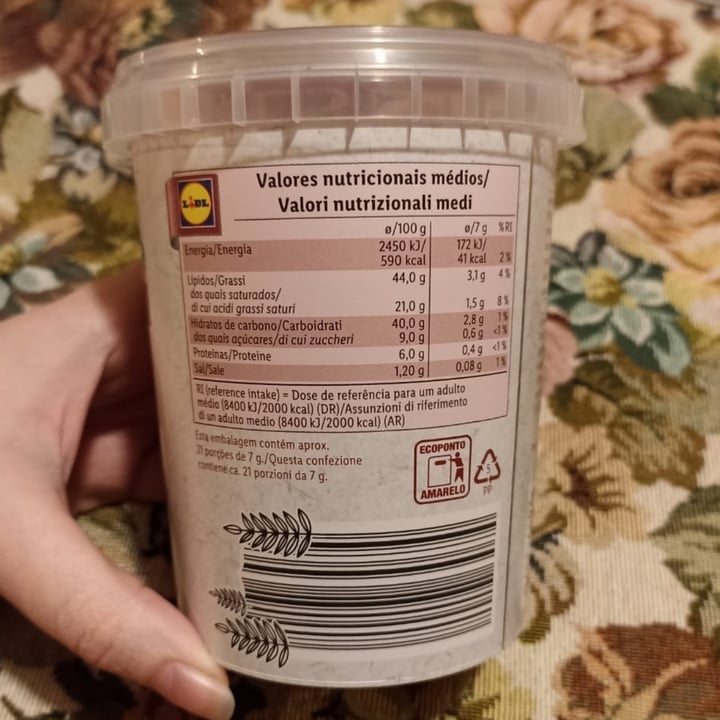 LIDL
Valores nutricionais médios/
Valori nutrizionali medi
ø/100 g ø/7 g %RI
Energia/Energia 2450 kJ/ 172 kJ/
590 kcal 41 kcal 2%
Lípidos/Grassi 44,0 g 3,1 g 4%
dos quais saturados/
di cui acidi grassi saturi 21,0 g 1,5 g 8%
Hidratos de carbono/Carboidrati 40,0 g 2,8 g 1%
dos quais açúcares/di cui zuccheri 9,0 g 0,6 g <1%
Proteínas/Proteine 6,0 g 0,4 g <1%
Sal/Sale 1,20 g 0,08 g 1%
RI (reference intake) = Dose de referência para um adulto
médio (8400 kJ/2000 kcal) (DR)/Assunzioni di riferimento
di un adulto medio (8400 kJ/2000 kcal) (AR)
Esta embalagem contém aprox.
21 porções de 7 g./Questa confezione
contiene ca. 21 porzioni da 7 g.
ECOPONTO
AMARELO
5
PP